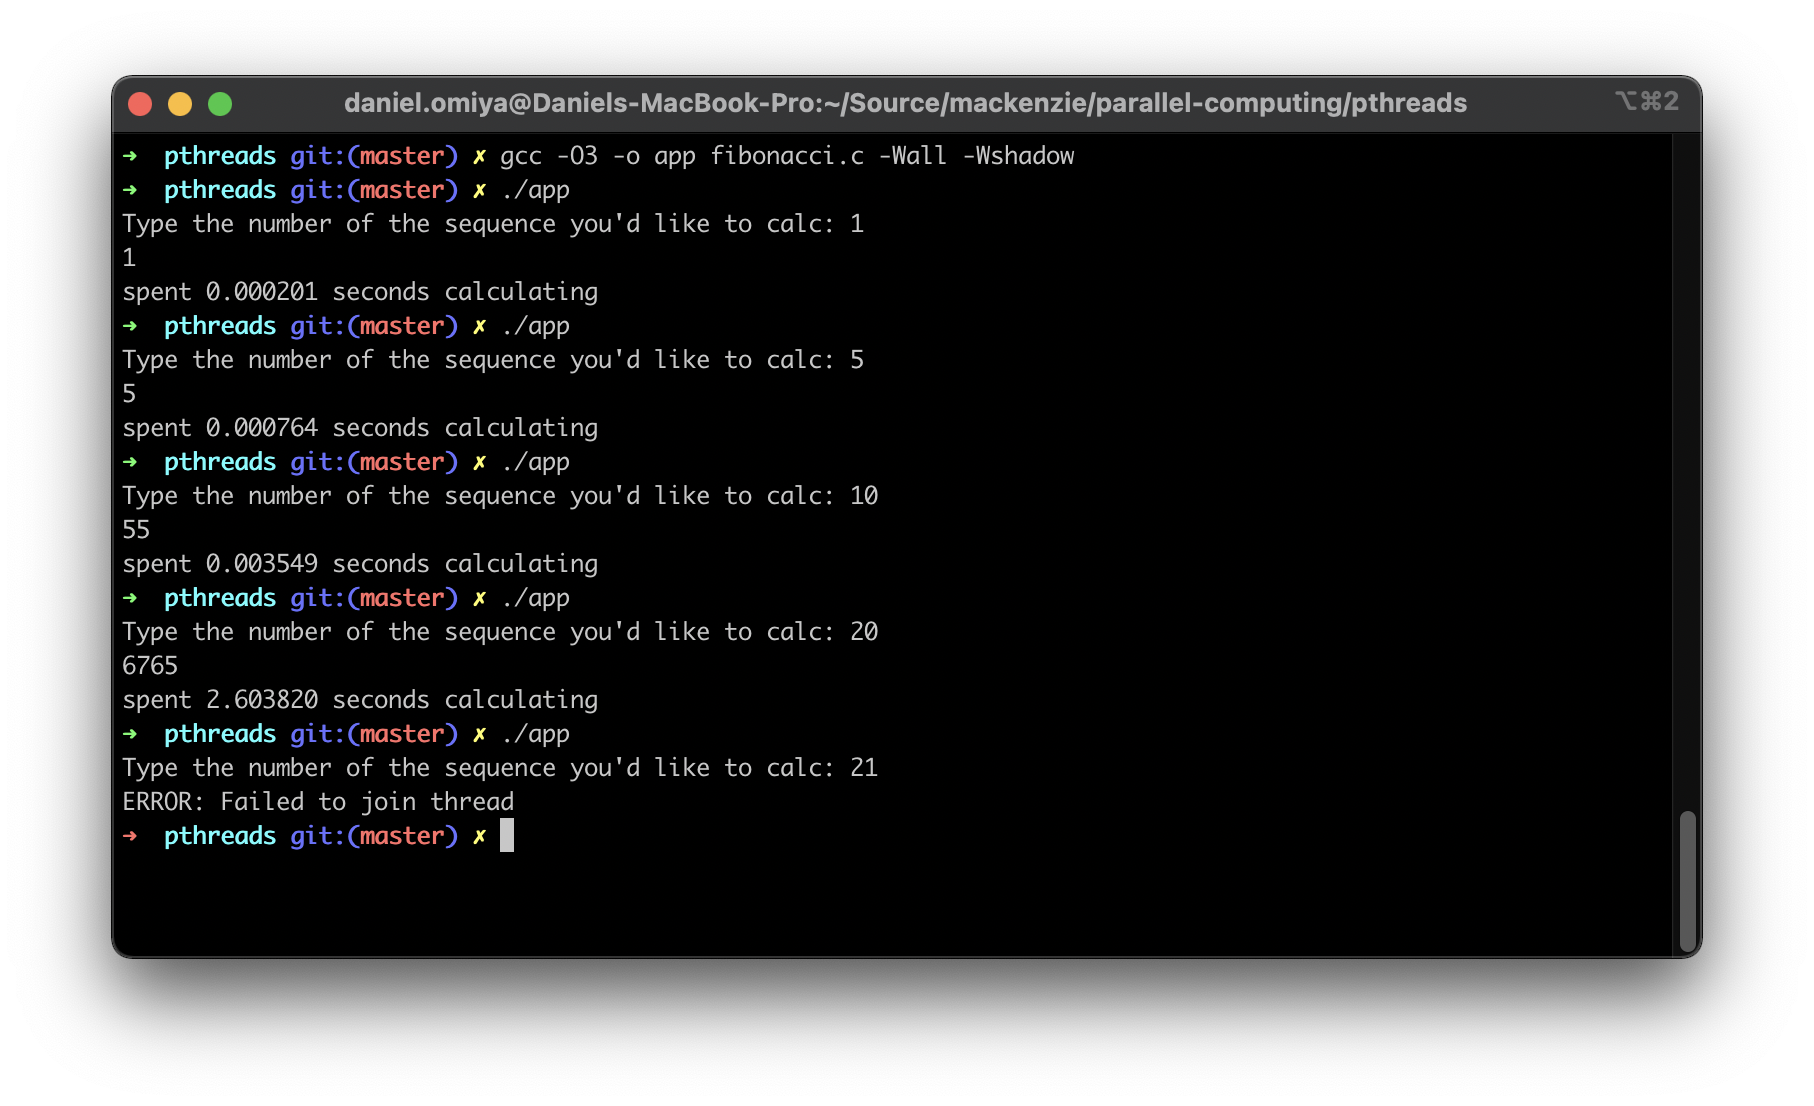 daniel.omiya@Daniels-MacBook-Pro:~/Source/mackenzie/parallel-computing/pthreads ⌥⌘2
➜ pthreads git:(master) ✗ gcc -O3 -o app fibonacci.c -Wall -Wshadow
➜ pthreads git:(master) ✗ ./app
Type the number of the sequence you'd like to calc: 1
1
spent 0.000201 seconds calculating
➜ pthreads git:(master) ✗ ./app
Type the number of the sequence you'd like to calc: 5
5
spent 0.000764 seconds calculating
➜ pthreads git:(master) ✗ ./app
Type the number of the sequence you'd like to calc: 10
55
spent 0.003549 seconds calculating
➜ pthreads git:(master) ✗ ./app
Type the number of the sequence you'd like to calc: 20
6765
spent 2.603820 seconds calculating
➜ pthreads git:(master) ✗ ./app
Type the number of the sequence you'd like to calc: 21
ERROR: Failed to join thread
➜ pthreads git:(master) ✗